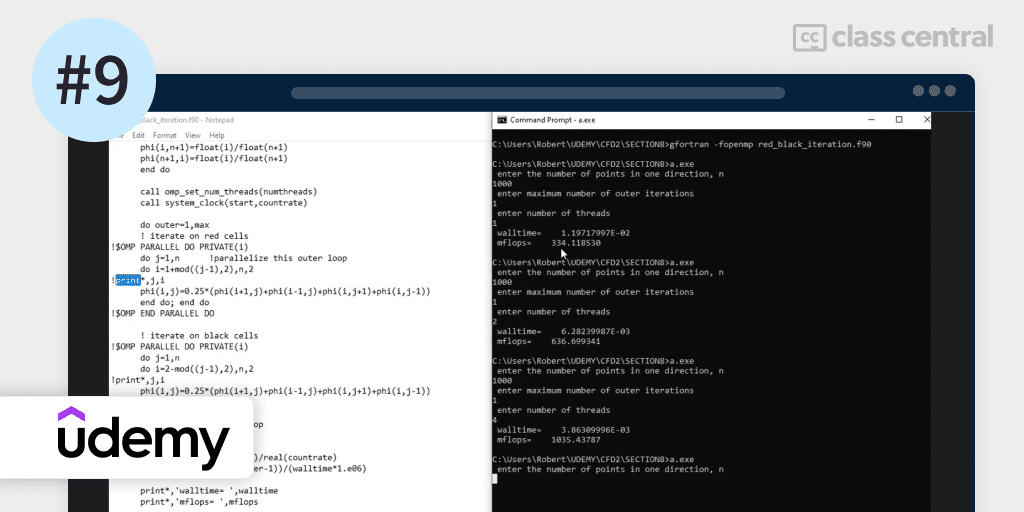 #9
class central
black_iteration.f90 - Notepad
Edit Format View Help
phi(i,n+1)=float(i)/float(n+1)
phi(n+1,i)=float(i)/float(n+1)
end do
call omp_set_num_threads(numthreads)
call system_clock(start,countrate)
do outer=1,max
! iterate on red cells
!$OMP PARALLEL DO PRIVATE(i)
do j=1,n !parallelize this outer loop
do i=1+mod((j-1),2),n,2
!print*,j,i
phi(i,j)=0.25*(phi(i+1,j)+phi(i-1,j)+phi(i,j+1)+phi(i,j-1))
end do; end do
!$OMP END PARALLEL DO
! iterate on black cells
!$OMP PARALLEL DO PRIVATE(i)
do j=1,n
do i=2-mod((j-1),2),n,2
!print*,j,i
phi(i,j)=0.25*(phi(i+1,j)+phi(i-1,j)+phi(i,j+1)+phi(i,j-1))
op
)/real(countrate)
er-1))/(walltime*1.e06)
print*,'walltime= ',walltime
print*,'mflops= ',mflops
udemy
Command Prompt - a.exe
C:\Users\Robert\UDEMY\CFD2\SECTION8>gfortran -fopenmp red_black_iteration.f90
C:\Users\Robert\UDEMY\CFD2\SECTION8>a.exe
enter the number of points in one direction, n
1000
enter maximum number of outer iterations
1
enter number of threads
1
walltime= 1.19717997E-02
mflops= 334.118530
C:\Users\Robert\UDEMY\CFD2\SECTION8>a.exe
enter the number of points in one direction, n
1000
enter maximum number of outer iterations
1
enter number of threads
2
walltime= 6.28239987E-03
mflops= 636.699341
C:\Users\Robert\UDEMY\CFD2\SECTION8>a.exe
enter the number of points in one direction, n
1000
enter maximum number of outer iterations
1
enter number of threads
4
walltime= 3.86309996E-03
mflops= 1035.43787
C:\Users\Robert\UDEMY\CFD2\SECTION8>a.exe
enter the number of points in one direction, n